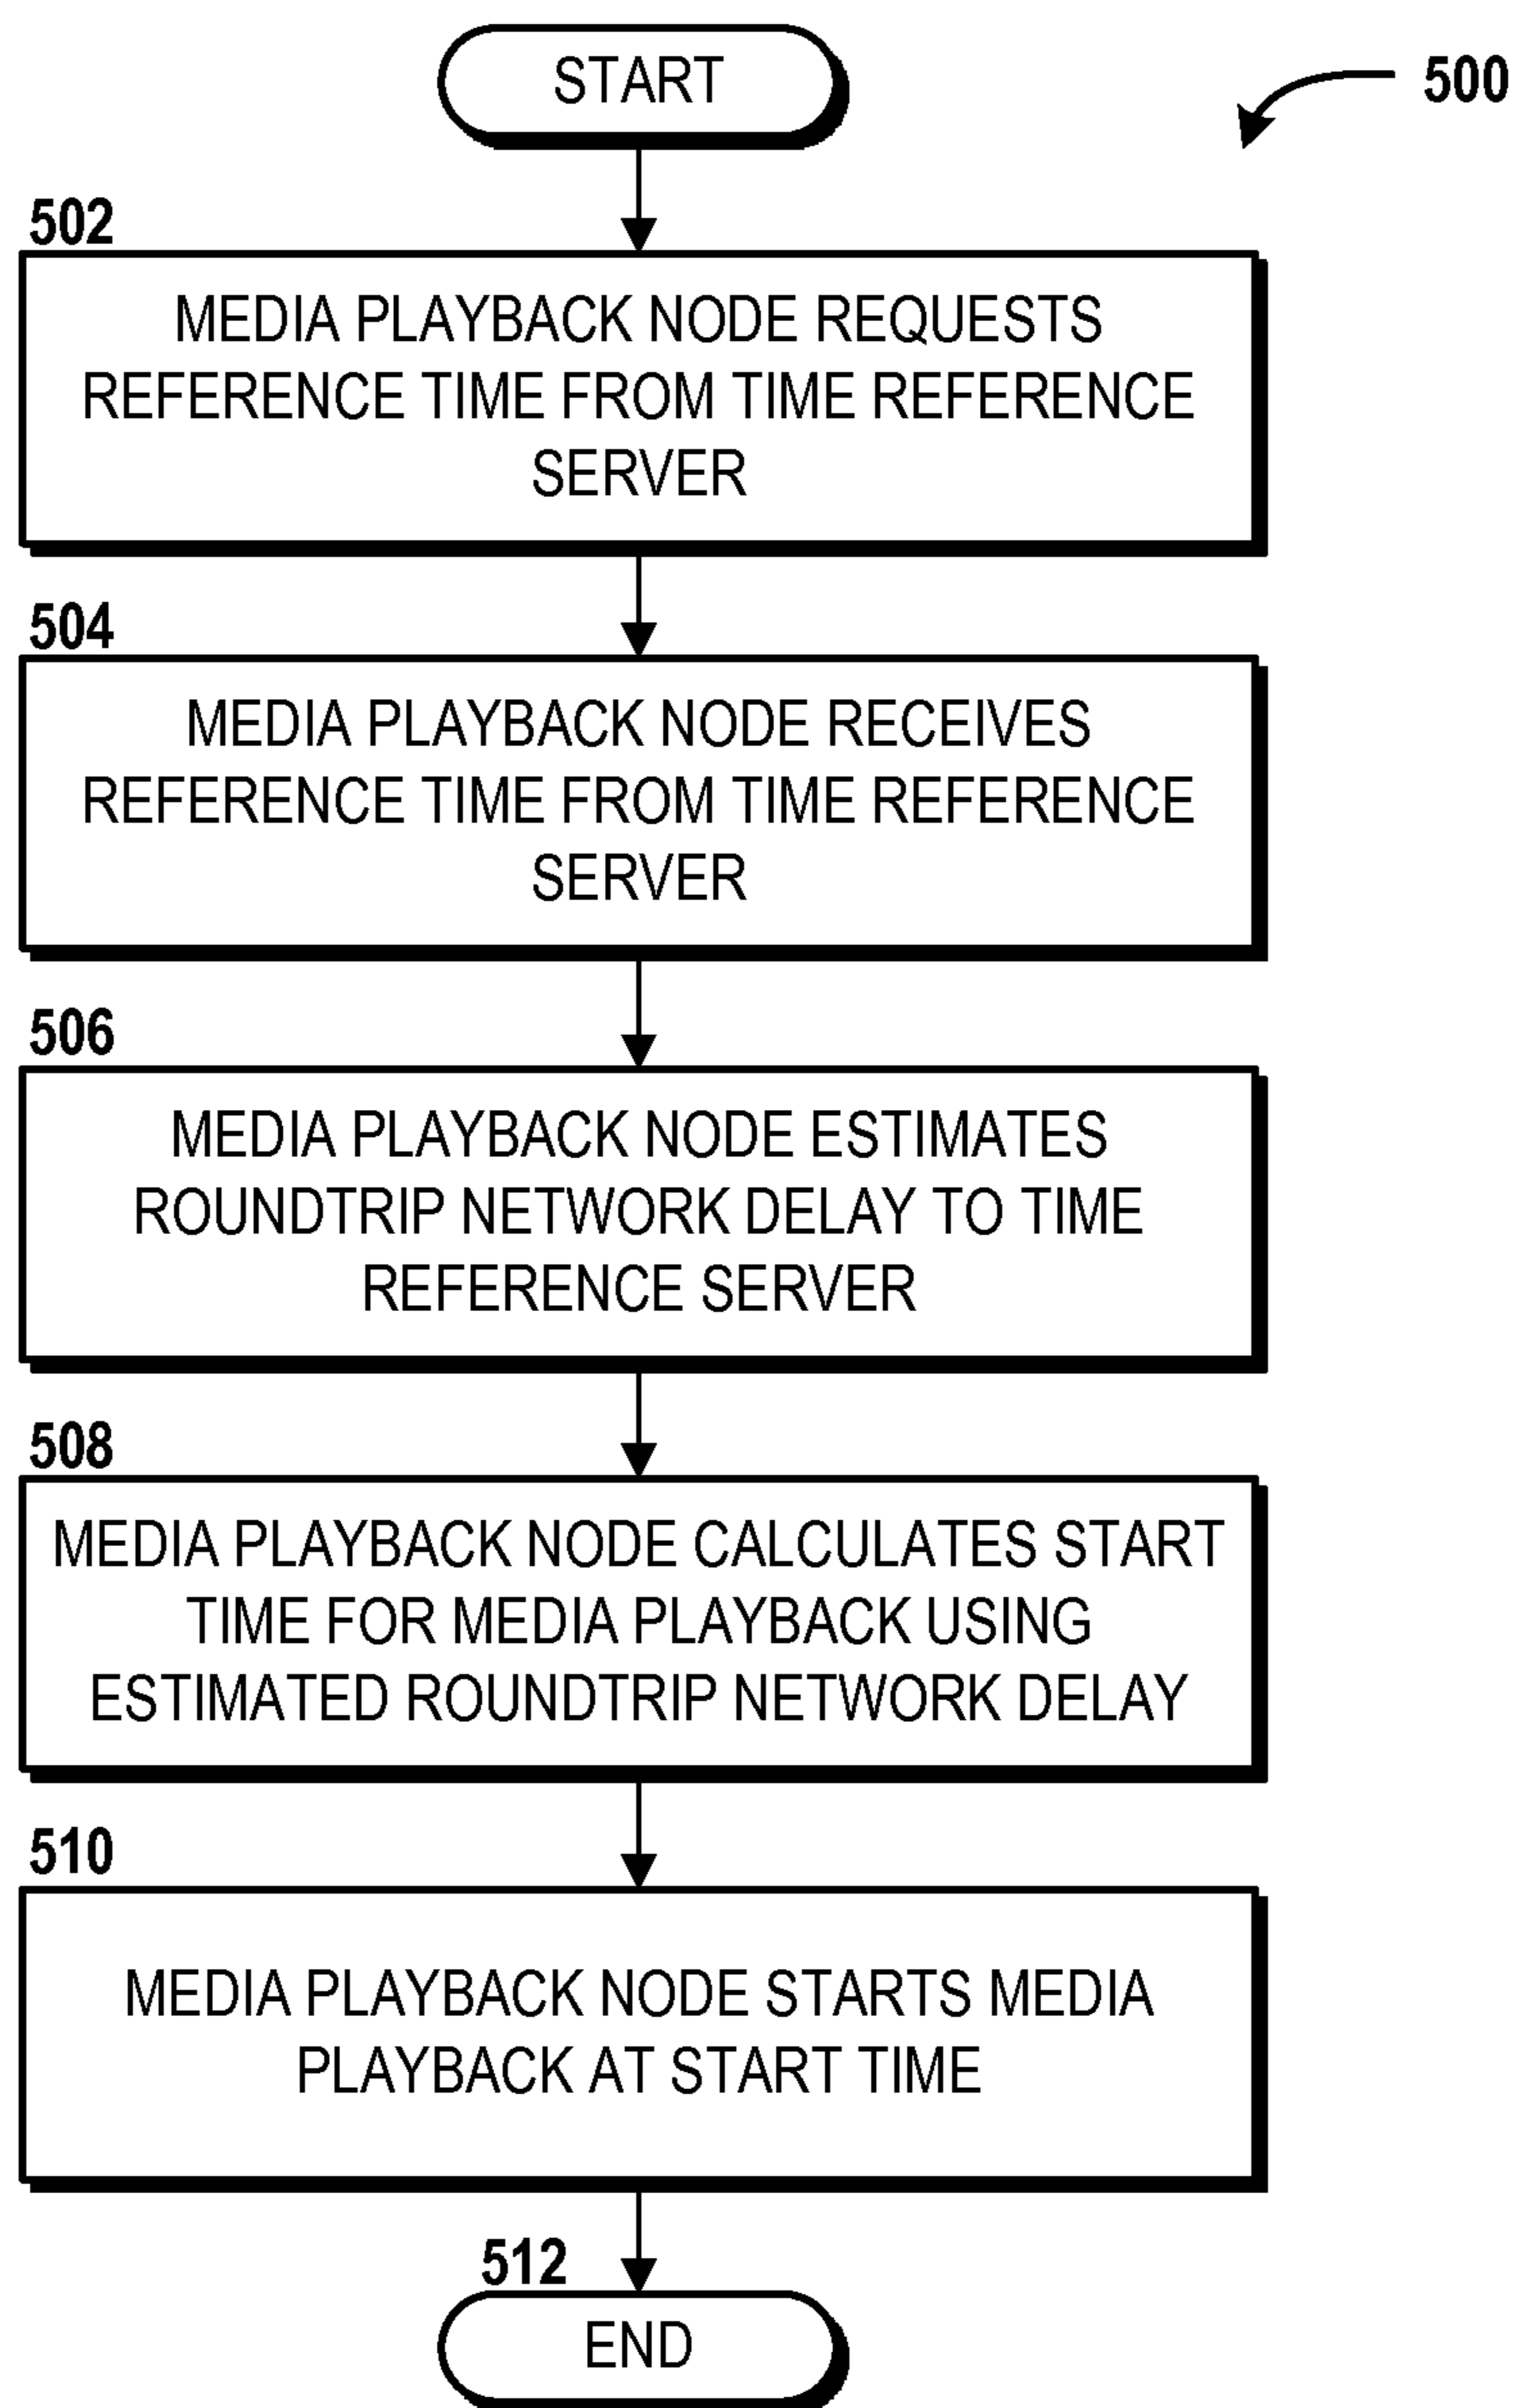 START
500
502
MEDIA PLAYBACK NODE REQUESTS
REFERENCE TIME FROM TIME REFERENCE
SERVER
504
MEDIA PLAYBACK NODE RECEIVES
REFERENCE TIME FROM TIME REFERENCE
SERVER
506
MEDIA PLAYBACK NODE ESTIMATES
ROUNDTRIP NETWORK DELAY TO TIME
REFERENCE SERVER
508
MEDIA PLAYBACK NODE CALCULATES START
TIME FOR MEDIA PLAYBACK USING
ESTIMATED ROUNDTRIP NETWORK DELAY
510
MEDIA PLAYBACK NODE STARTS MEDIA
PLAYBACK AT START TIME
512
END